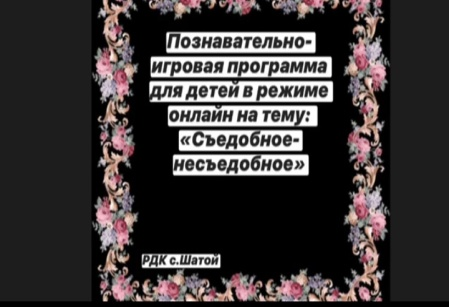 Познавательно-
игровая программа
для детей в режиме
онлайн на тему:
«Съедобное-
несъедобное»
РДК с.Шатой